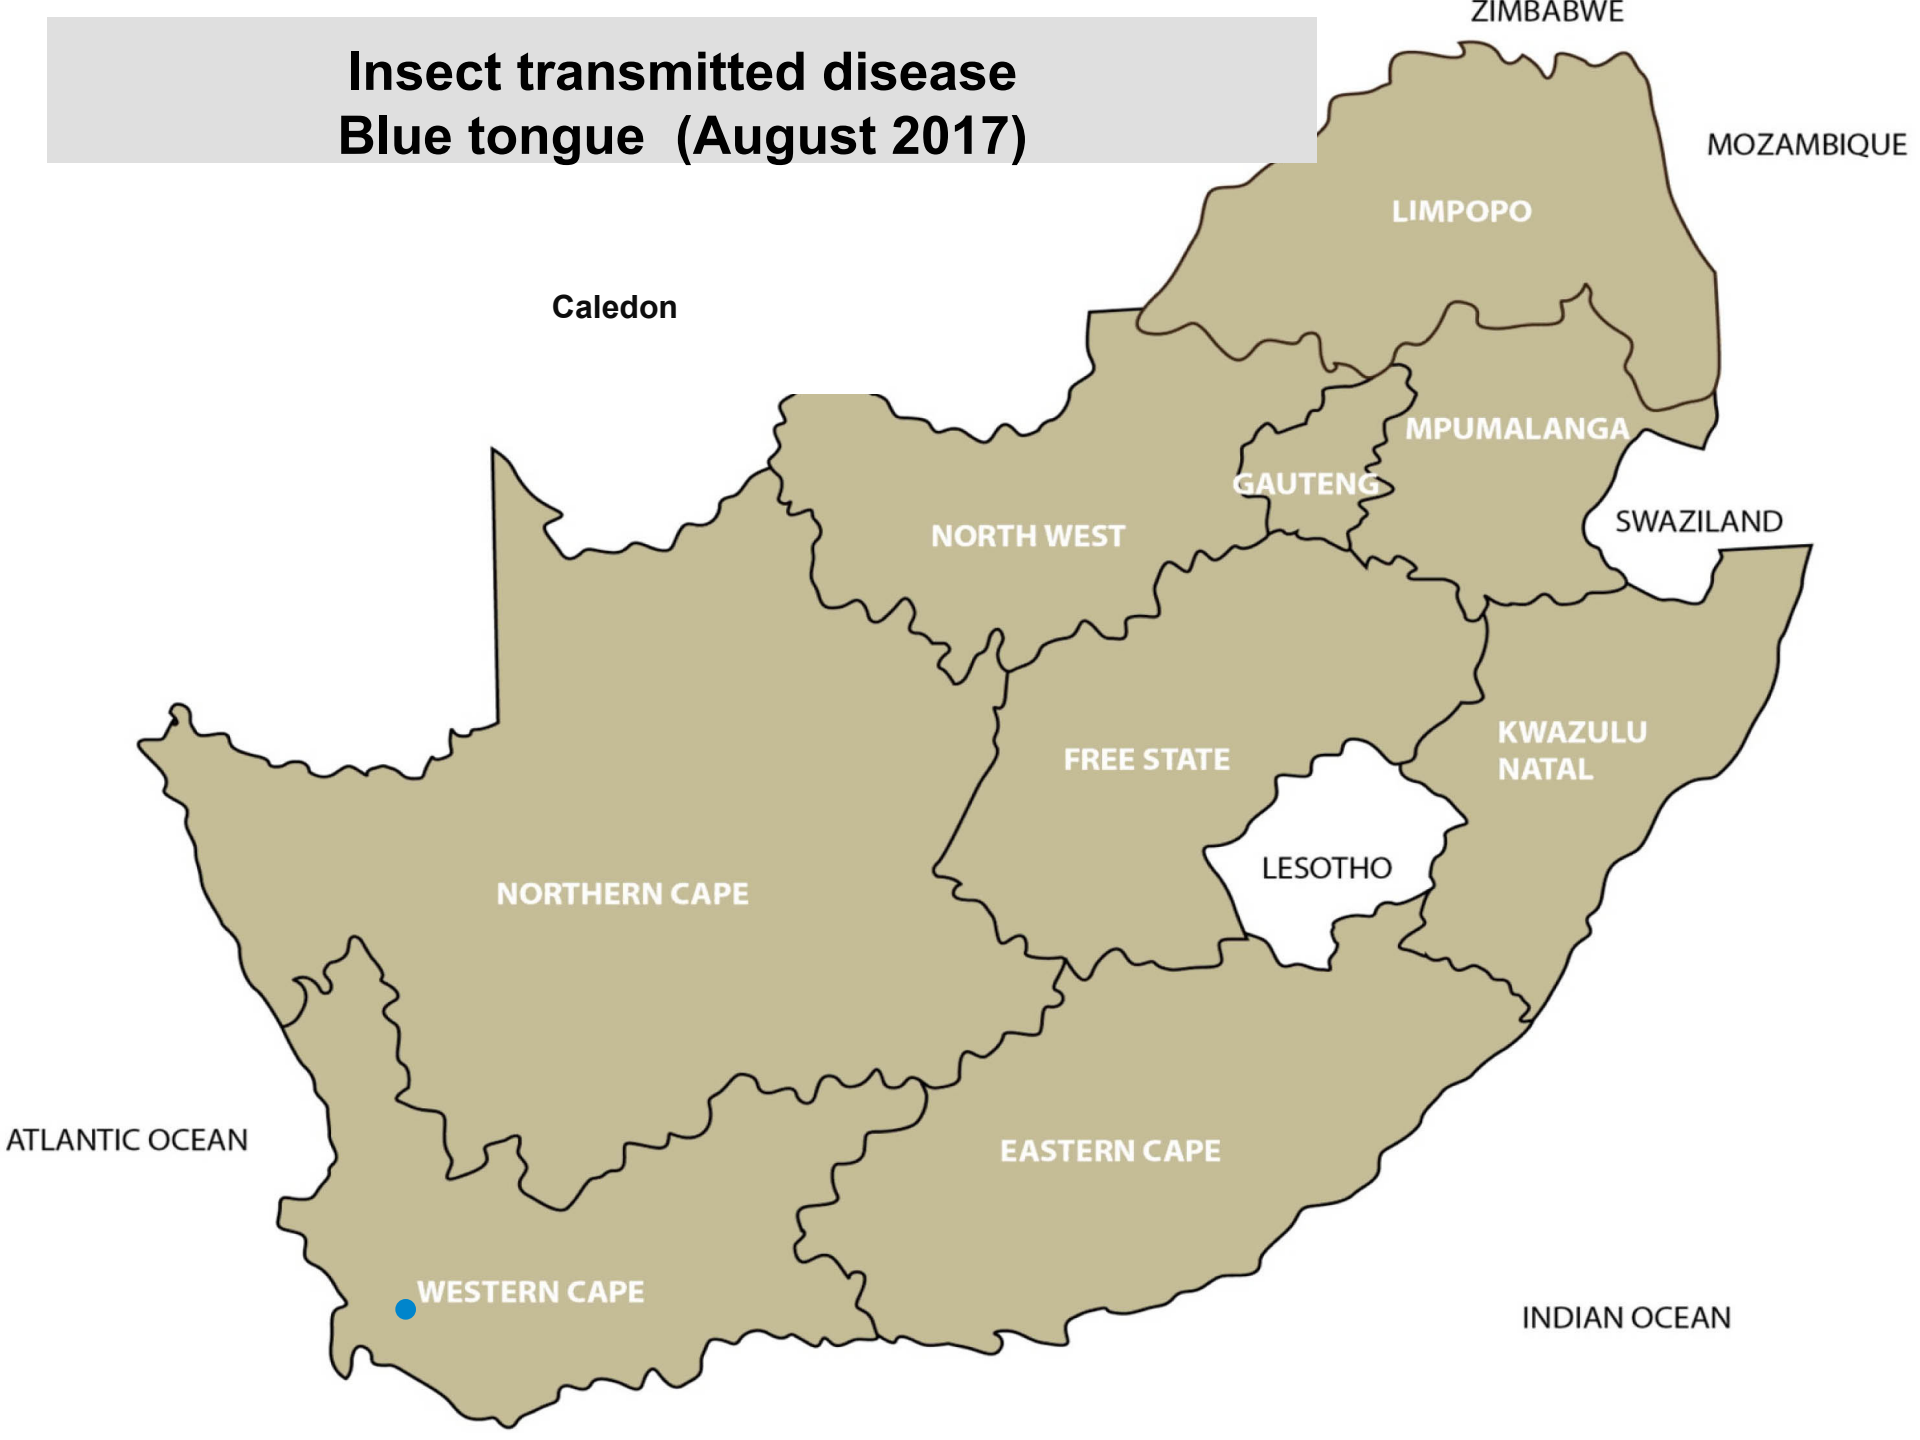 ZIMBABWE
Insect transmitted disease
Blue tongue (August 2017)
MOZAMBIQUE
LIMPOPO
Caledon
MPUMALANGA
GAUTENG
SWAZILAND
NORTH WEST
KWAZULU
NATAL
FREE STATE
LESOTHO
NORTHERN CAPE
ATLANTIC OCEAN
EASTERN CAPE
WESTERN CAPE
INDIAN OCEAN